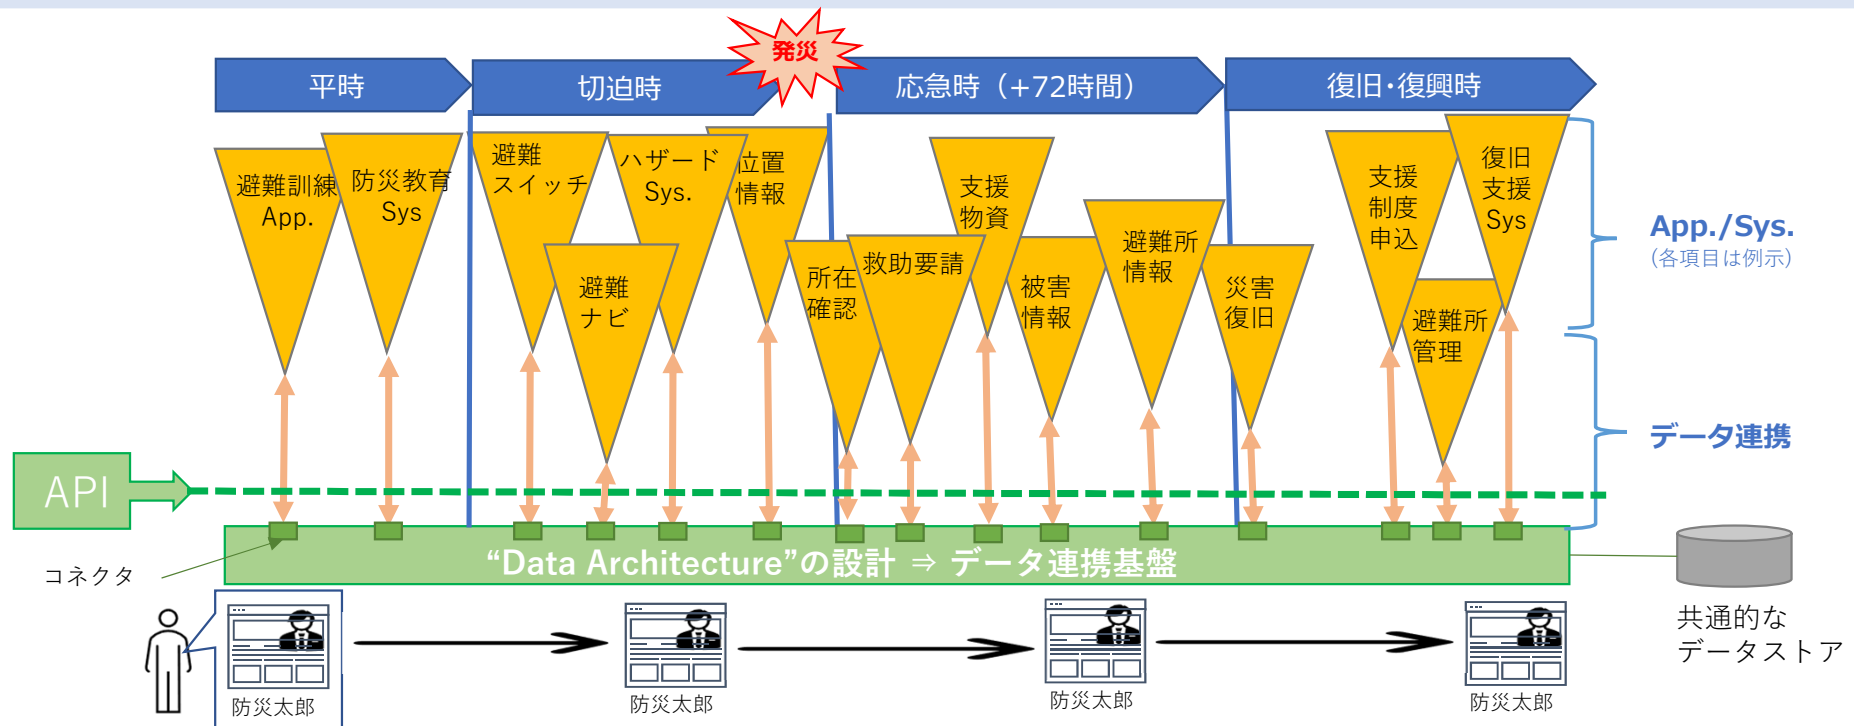 発災
平時
切迫時
応急時（+72時間）
復旧・復興時
避難訓練
App.
防災教育
Sys
避難
スイッチ
避難
ナビ
ハザード
Sys.
位置
情報
所在
確認
救助要請
支援
物資
被害
情報
避難所
情報
災害
復旧
支援
制度
申込
避難所
管理
復旧
支援
Sys
App./Sys.
(各項目は例示)
データ連携
API
“Data Architecture”の設計 ⇒ データ連携基盤
コネクタ
共通的な
データストア
防災太郎
防災太郎
防災太郎
防災太郎